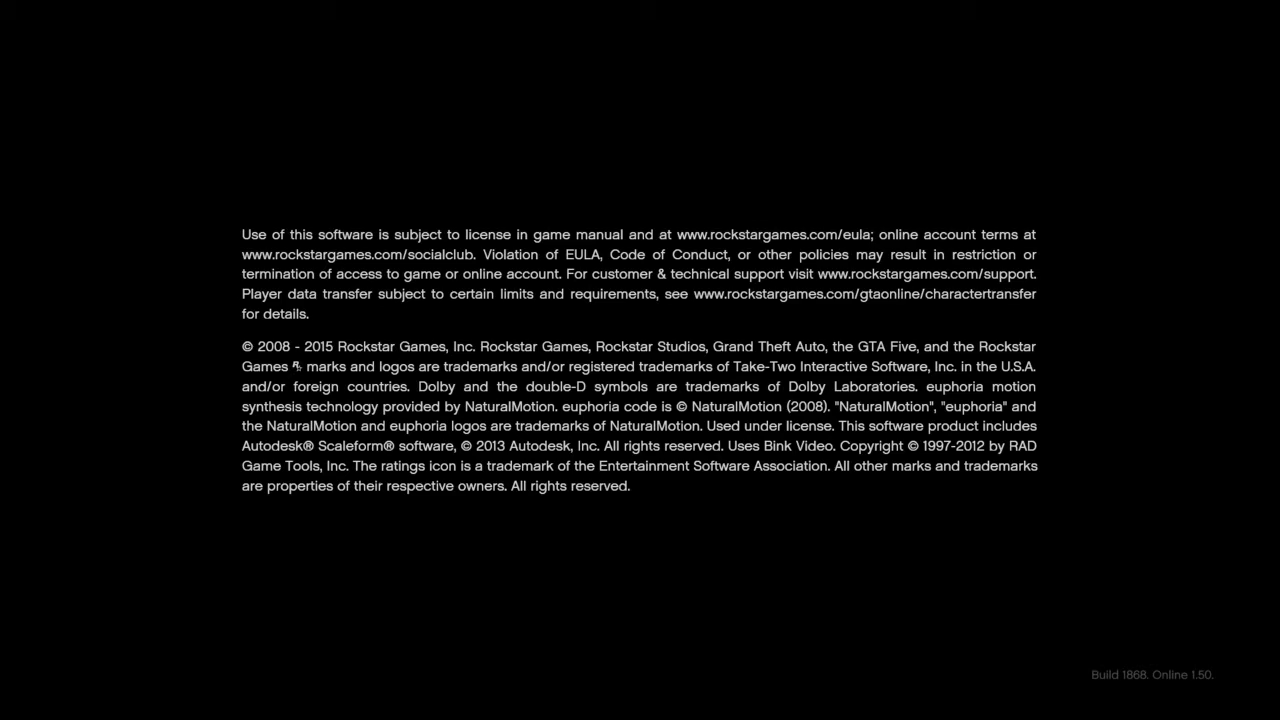 Use of this software is subject to license in game manual and at www.rockstargames.com/eula; online account terms at
www.rockstargames.com/socialclub. Violation of EULA, Code of Conduct, or other policies may result in restriction or
termination of access to game or online account. For customer & technical support visit www.rockstargames.com/support.
Player data transfer subject to certain limits and requirements, see www.rockstargames.com/gtaonline/charactertransfer
for details.
© 2008 - 2015 Rockstar Games, Inc. Rockstar Games, Rockstar Studios, Grand Theft Auto, the GTA Five, and the Rockstar
Games R* marks and logos are trademarks and/or registered trademarks of Take-Two Interactive Software, Inc. in the U.S.A.
and/or foreign countries. Dolby and the double-D symbols are trademarks of Dolby Laboratories. euphoria motion
synthesis technology provided by NaturalMotion. euphoria code is © NaturalMotion (2008). "NaturalMotion", "euphoria" and
the NaturalMotion and euphoria logos are trademarks of NaturalMotion. Used under license. This software product includes
Autodesk® Scaleform® software, © 2013 Autodesk, Inc. All rights reserved. Uses Bink Video. Copyright © 1997-2012 by RAD
Game Tools, Inc. The ratings icon is a trademark of the Entertainment Software Association. All other marks and trademarks
are properties of their respective owners. All rights reserved.
Build 1868. Online 1.50.